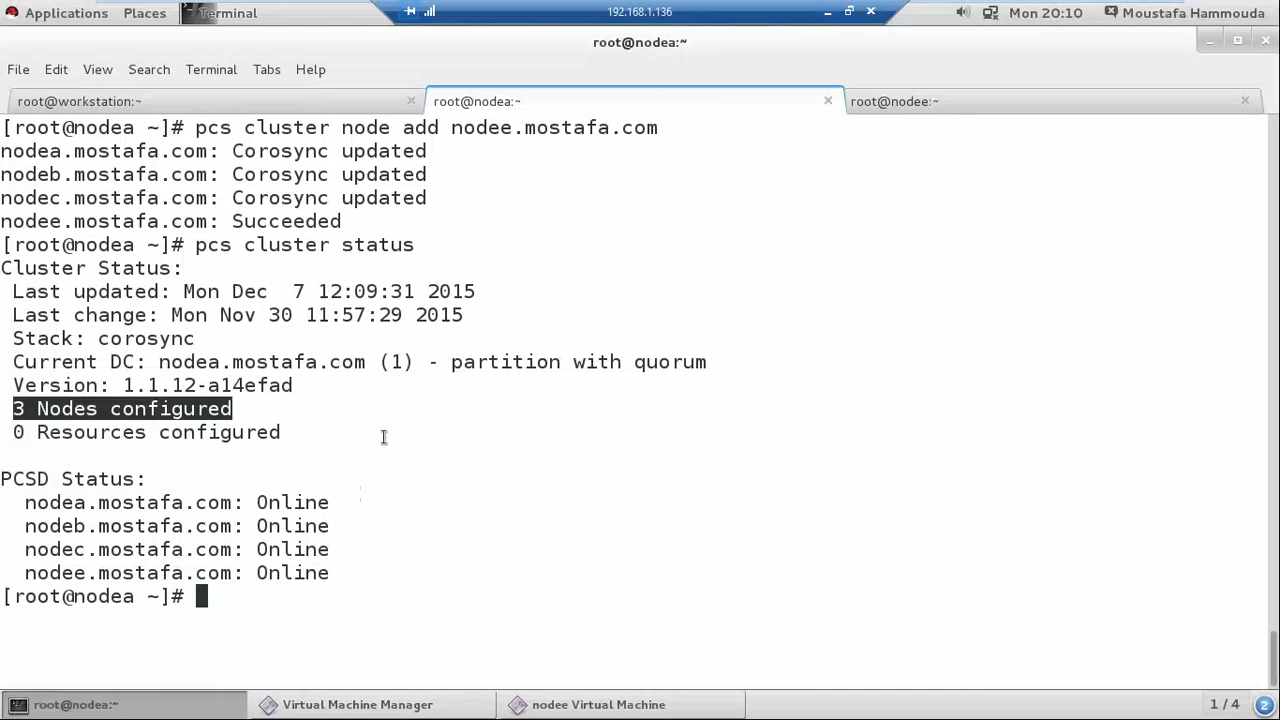 Applications Places Terminal 192.168.1.136 Mon 20:10 Moustafa Hammouda
root@nodea:~
File Edit View Search Terminal Tabs Help
root@workstation:~ root@nodea:~ root@nodee:~
[root@nodea ~]# pcs cluster node add nodee.mostafa.com
nodea.mostafa.com: Corosync updated
nodeb.mostafa.com: Corosync updated
nodec.mostafa.com: Corosync updated
nodee.mostafa.com: Succeeded
[root@nodea ~]# pcs cluster status
Cluster Status:
Last updated: Mon Dec  7 12:09:31 2015
Last change: Mon Nov 30 11:57:29 2015
Stack: corosync
Current DC: nodea.mostafa.com (1) - partition with quorum
Version: 1.1.12-a14efad
3 Nodes configured
0 Resources configured
PCSD Status:
nodea.mostafa.com: Online
nodeb.mostafa.com: Online
nodec.mostafa.com: Online
nodee.mostafa.com: Online
[root@nodea ~]#
root@nodea:~ Virtual Machine Manager nodee Virtual Machine 1 / 4 2